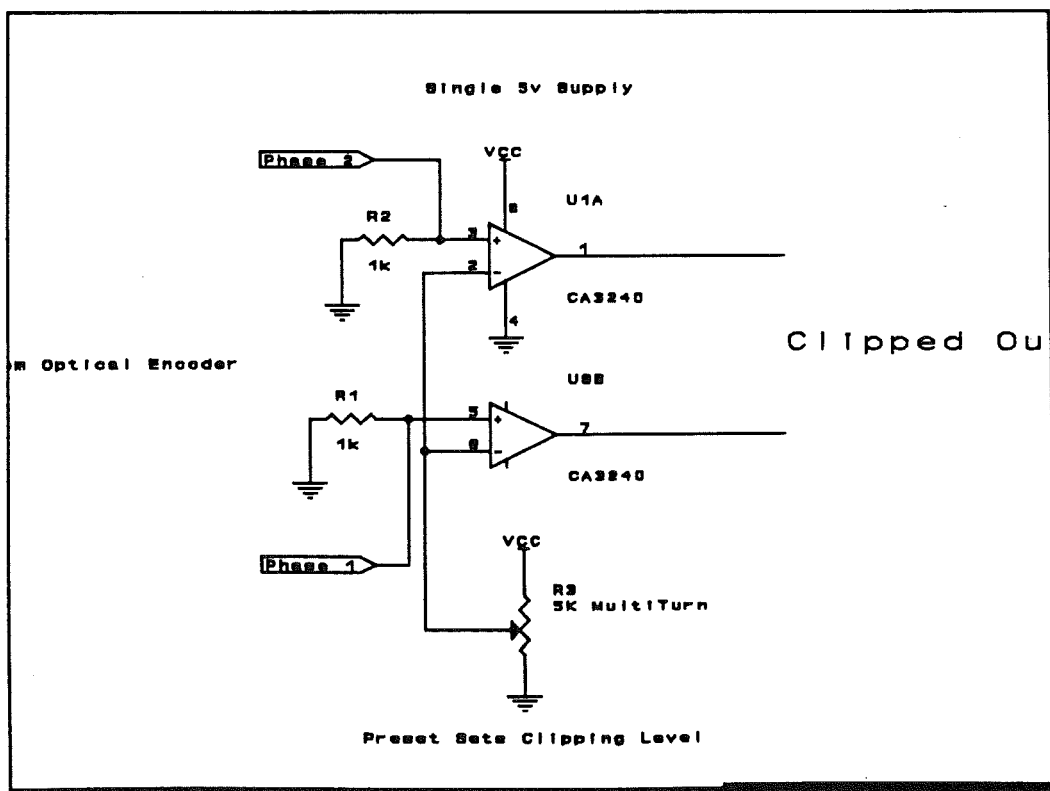 Single 5v Supply
Phase 2
VCC
8
U1A
R2
3
+
1
1k
2
-
CA3240
4
Clipped Ou
m Optical Encoder
U8B
R1
5
+
7
1k
6
-
CA3240
VCC
Phase 1
R3
5K MultiTurn
Preset Sets Clipping Level